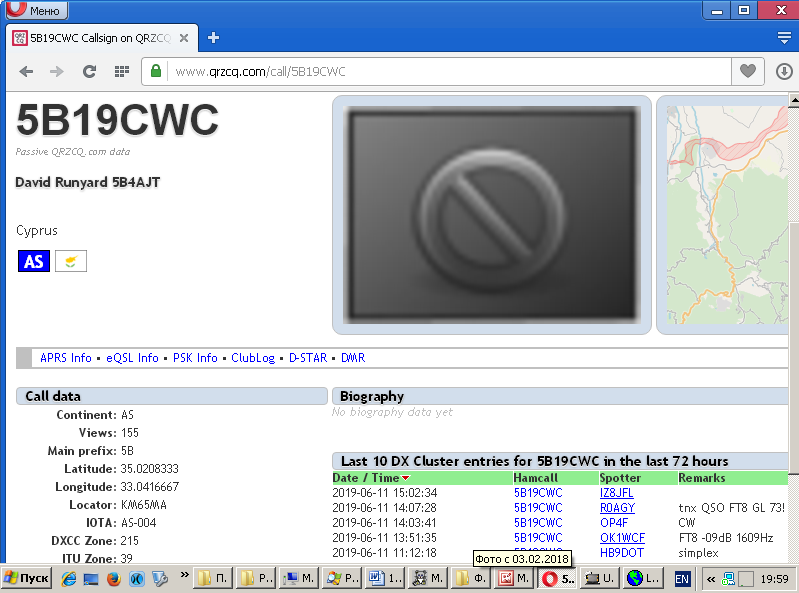 Меню
5B19CWC Callsign on QRZCQ
www.qrzcq.com/call/5B19CWC
5B19CWC
Passive QRZCQ.com data
David Runyard 5B4AJT
Cyprus
AS
APRS Info • eQSL Info • PSK Info • ClubLog • D-STAR • DMR
Call data
Continent: AS
Views: 155
Main prefix: 5B
Latitude: 35.0208333
Longitude: 33.0416667
Locator: KM65MA
IOTA: AS-004
DXCC Zone: 215
ITU Zone: 39
Biography
No biography data yet
Last 10 DX Cluster entries for 5B19CWC in the last 72 hours
Date / Time Hamcall Spotter Remarks
2019-06-11 15:02:34 5B19CWC IZ8JFL
2019-06-11 14:07:28 5B19CWC R0AGY tnx QSO FT8 GL 73!
2019-06-11 14:03:41 5B19CWC OP4F CW
2019-06-11 13:51:35 5B19CWC OK1WCF FT8 -09dB 1609Hz
2019-06-11 11:12:18 HB9DOT simplex
Фото с 03.02.2018
Пуск » П. Р.. М. Р.. 1.. М. Ф. М. 5.. U. L.. EN « 19:59